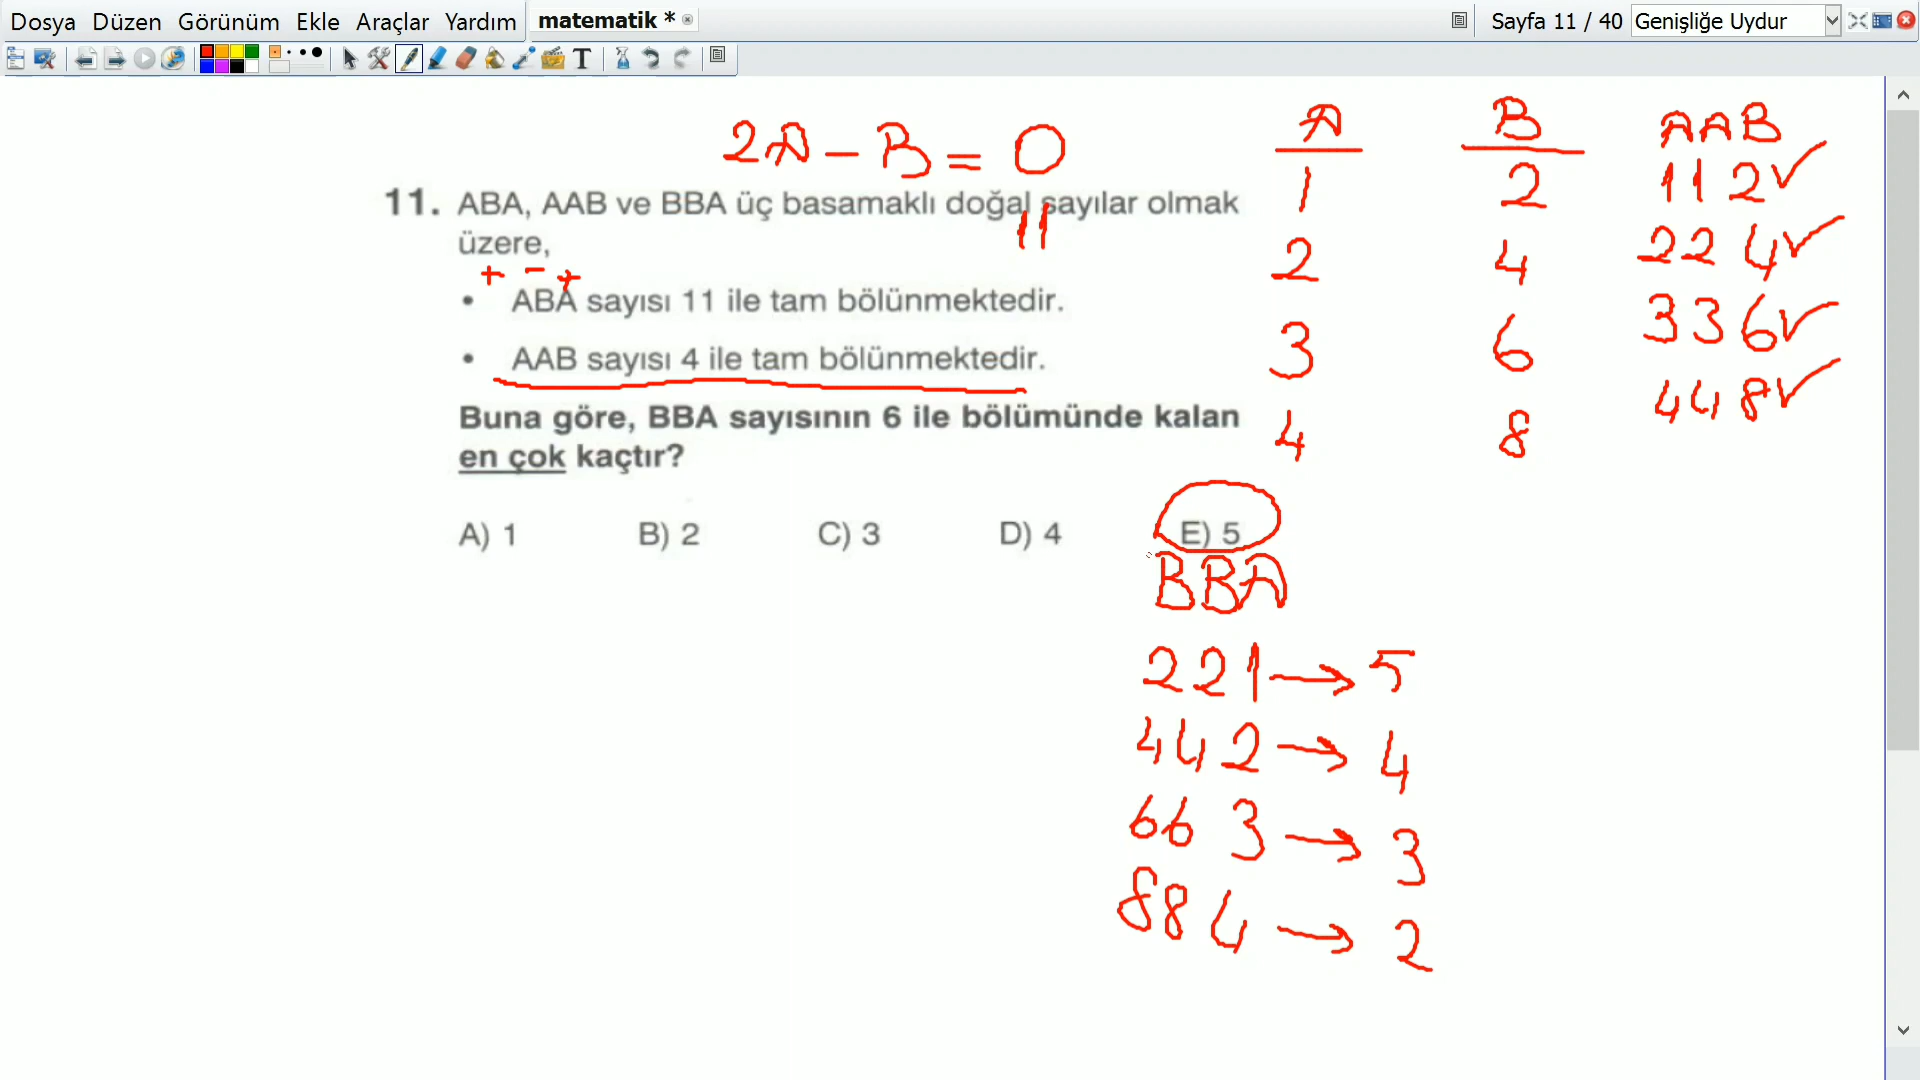 Dosya Düzen Görünüm Ekle Araçlar Yardım matematik * Sayfa 11 / 40 Genişliğe Uydur
T
2A - B = 0
11
11. ABA, AAB ve BBA üç basamaklı doğal sayılar olmak
üzere,
+ - +
• ABA sayısı 11 ile tam bölünmektedir.
• AAB sayısı 4 ile tam bölünmektedir.
Buna göre, BBA sayısının 6 ile bölümünde kalan
en çok kaçtır?
A) 1 B) 2 C) 3 D) 4 E) 5
A B AAB
1 2 112 ✓
2 4 224 ✓
3 6 336 ✓
4 8 448 ✓
BBA
221 → 5
442 → 4
663 → 3
884 → 2